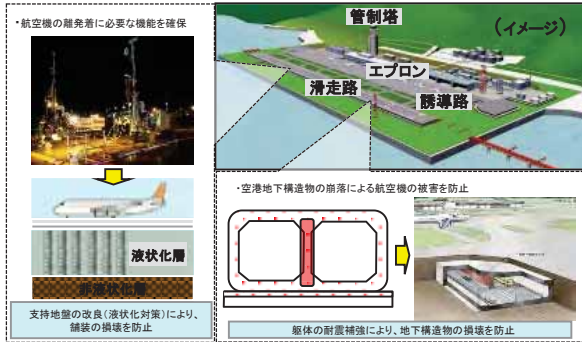 ・航空機の離発着に必要な機能を確保
管制塔
（イメージ）
エプロン
滑走路
誘導路
・空港地下構造物の崩落による航空機の被害を防止
液状化層
非液状化層
支持地盤の改良（液状化対策）により、
舗装の損壊を防止
躯体の耐震補強により、地下構造物の損壊を防止